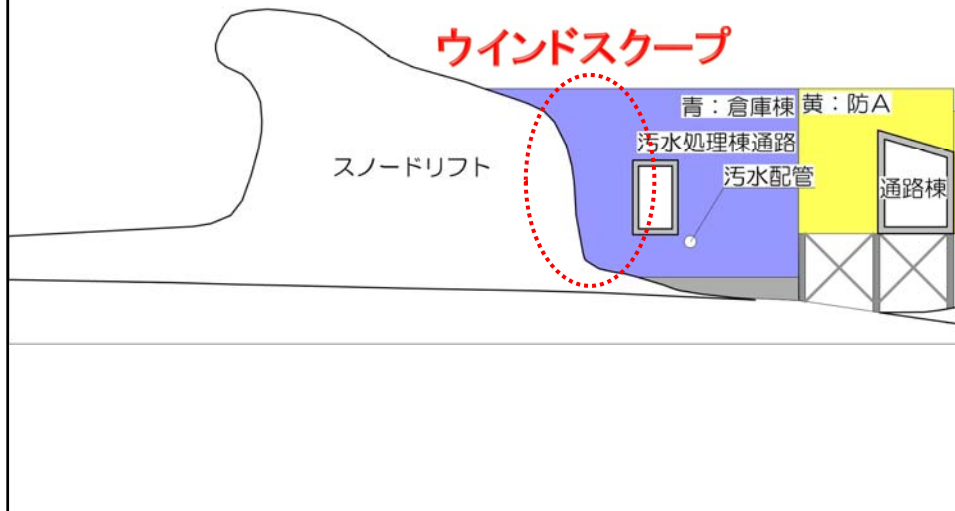 ウインドスクープ
青：倉庫棟
黄：防A
汚水処理棟通路
スノードリフト
汚水配管
通路棟